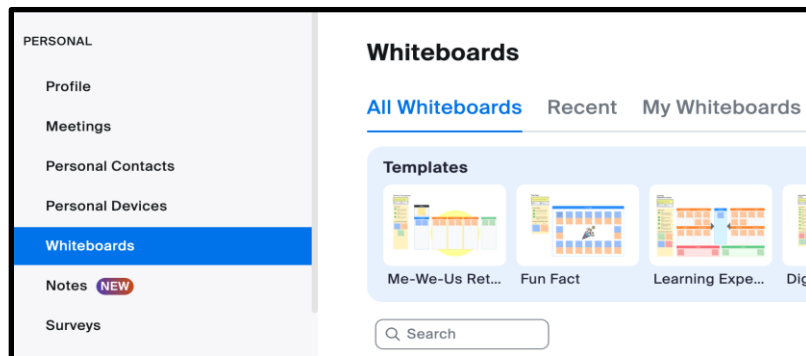 PERSONAL
Profile
Meetings
Personal Contacts
Personal Devices
Whiteboards
Notes NEW
Surveys
Whiteboards
All Whiteboards Recent My Whiteboards
Templates
Me-We-Us Ret... Fun Fact Learning Expe... Dig
Search